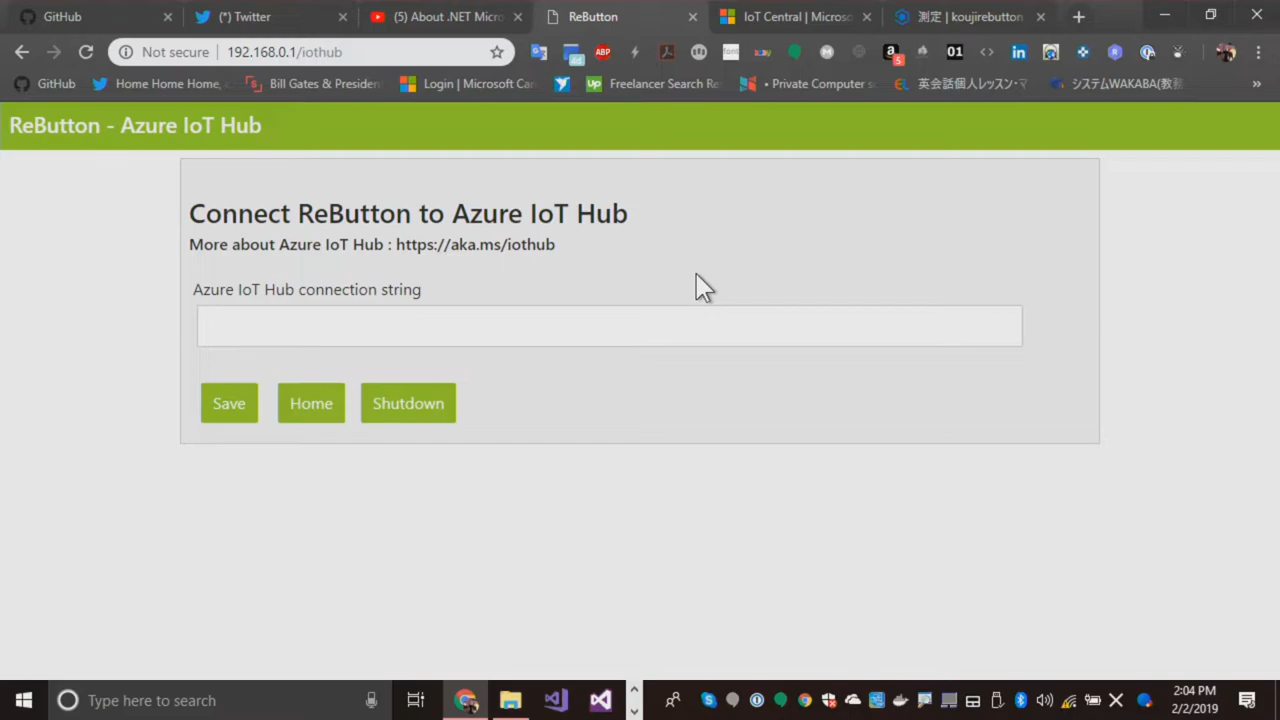 GitHub
(*) Twitter
(5) About .NET Micro
ReButton
IoT Central | Microso
測定 | koujirebutton
Not secure
192.168.0.1/iothub
GitHub
Home Home Home,
Bill Gates & Presiden
Login | Microsoft Ca
Freelancer Search Re
• Private Computer s
英会話個人レッスン・マ
システムWAKABA(教務
»
ReButton - Azure IoT Hub
Connect ReButton to Azure IoT Hub
More about Azure IoT Hub : https://aka.ms/iothub
Azure IoT Hub connection string
Save
Home
Shutdown
Type here to search
2:04 PM
2/2/2019